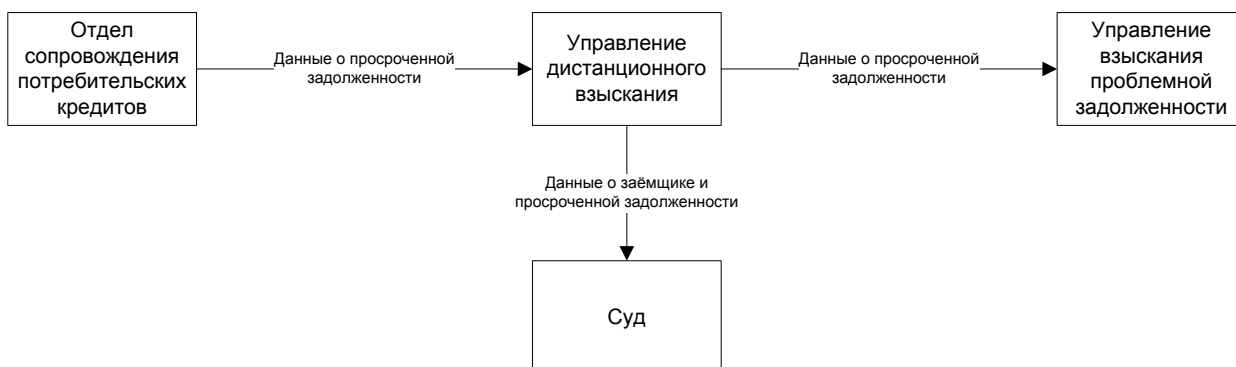 Отдел
сопровождения
потребительских
кредитов
Данные о просроченной
задолженности
Управление
дистанционного
взыскания
Данные о просроченной
задолженности
Управление
взыскания
проблемной
задолженности
Данные о заёмщике и
просроченной задолженности
Суд